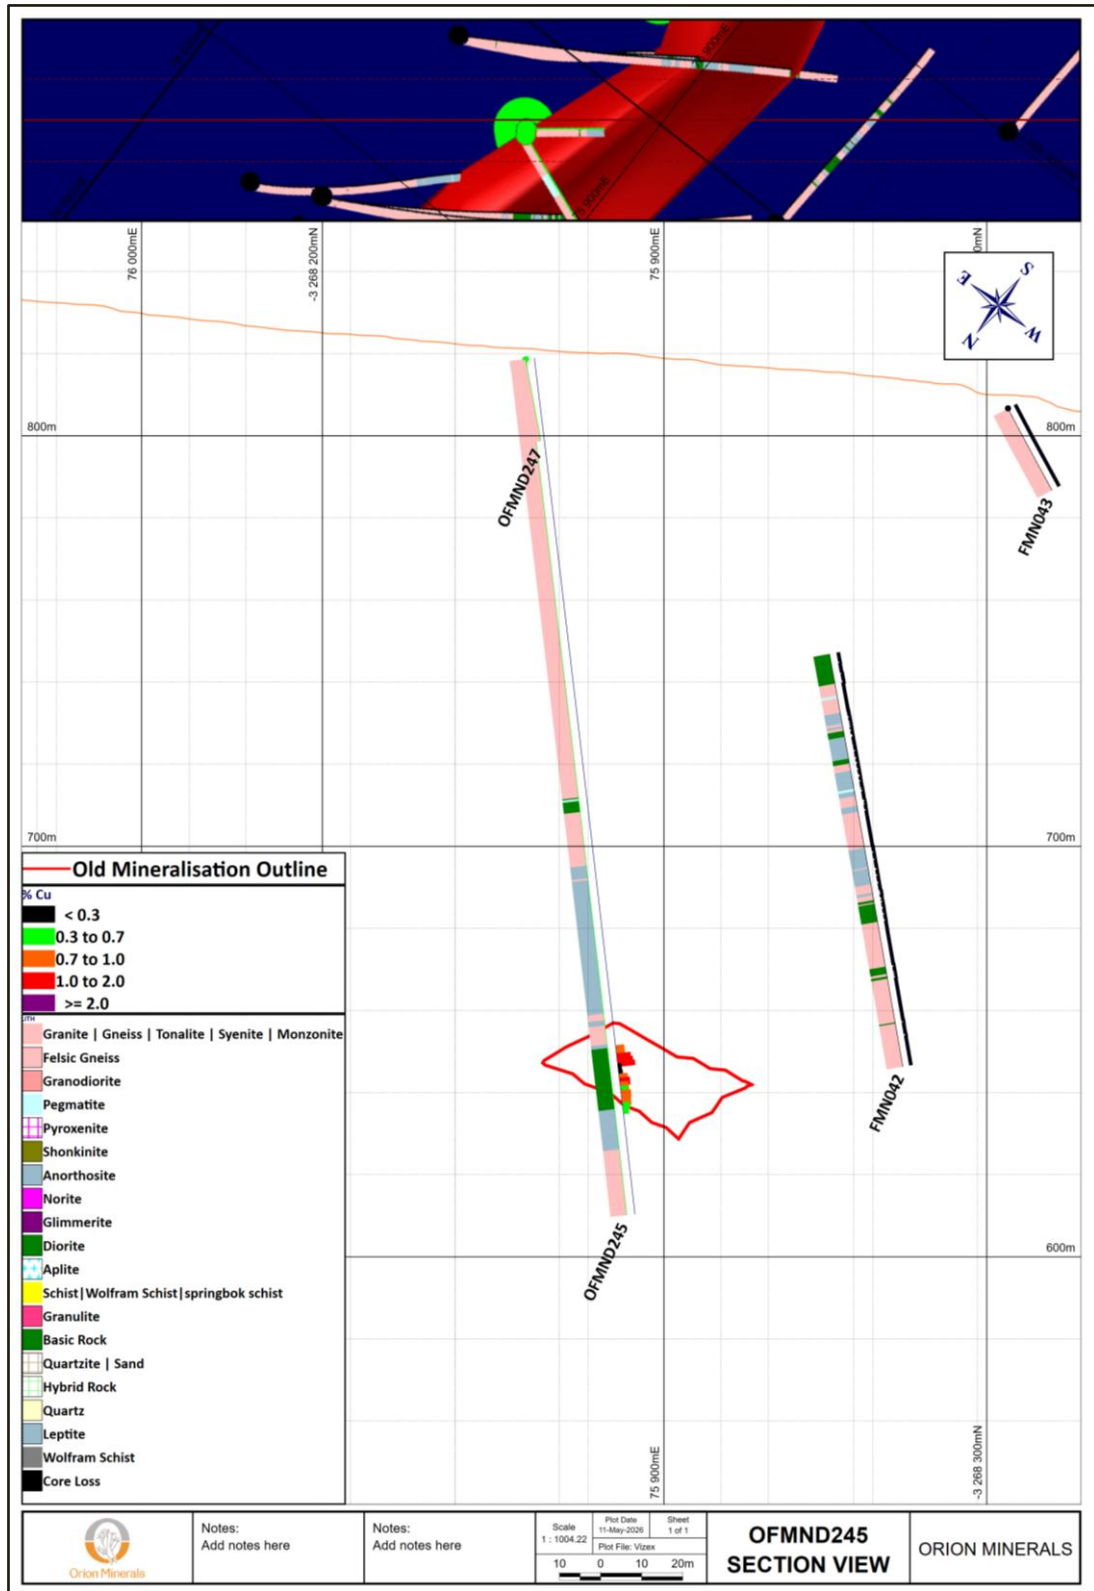 900mE
5 900mE
76 000mE
-3 268 200mN
75 900mE
0mN
E
S
N
W
800m
800m
OFMND247
FMN043
700m
700m
Old Mineralisation Outline
% Cu
< 0.3
0.3 to 0.7
0.7 to 1.0
1.0 to 2.0
>= 2.0
Granite | Gneiss | Tonalite | Syenite | Monzonite
Felsic Gneiss
Granodiorite
Pegmatite
Pyroxenite
Shonkinite
Anorthosite
Norite
Glimmerite
Diorite
Aplite
Schist|Wolfram Schist|springbok schist
Granulite
Basic Rock
Quartzite | Sand
Hybrid Rock
Quartz
Leptite
Wolfram Schist
Core Loss
FMN042
OFMND245
600m
75 900mE
-3 268 300mN
Orion Minerals
Notes:
Add notes here
Notes:
Add notes here
Scale
1 : 1004.22
Plot Date
11-May-2026
Sheet
1 of 1
Plot File: Vizex
10 0 10 20m
OFMND245
SECTION VIEW
ORION MINERALS